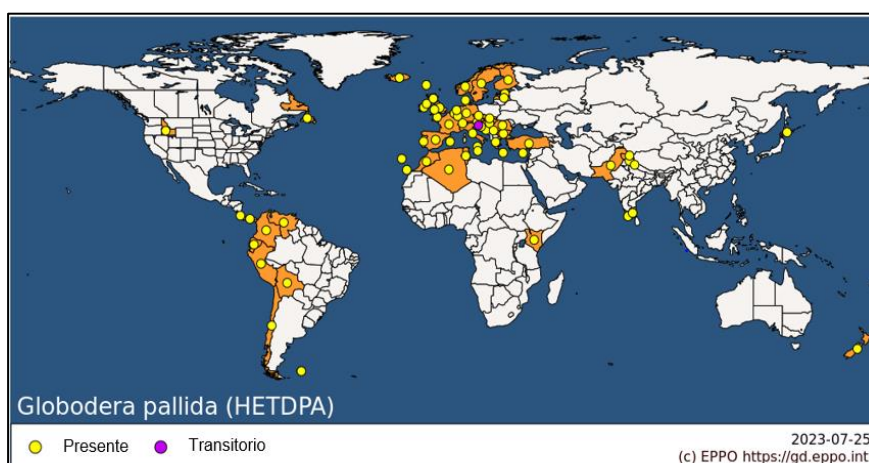 Globodera pallida (HETDPA)
Presente Transitorio
2023-07-25
(c) EPPO https://gd.eppo.int